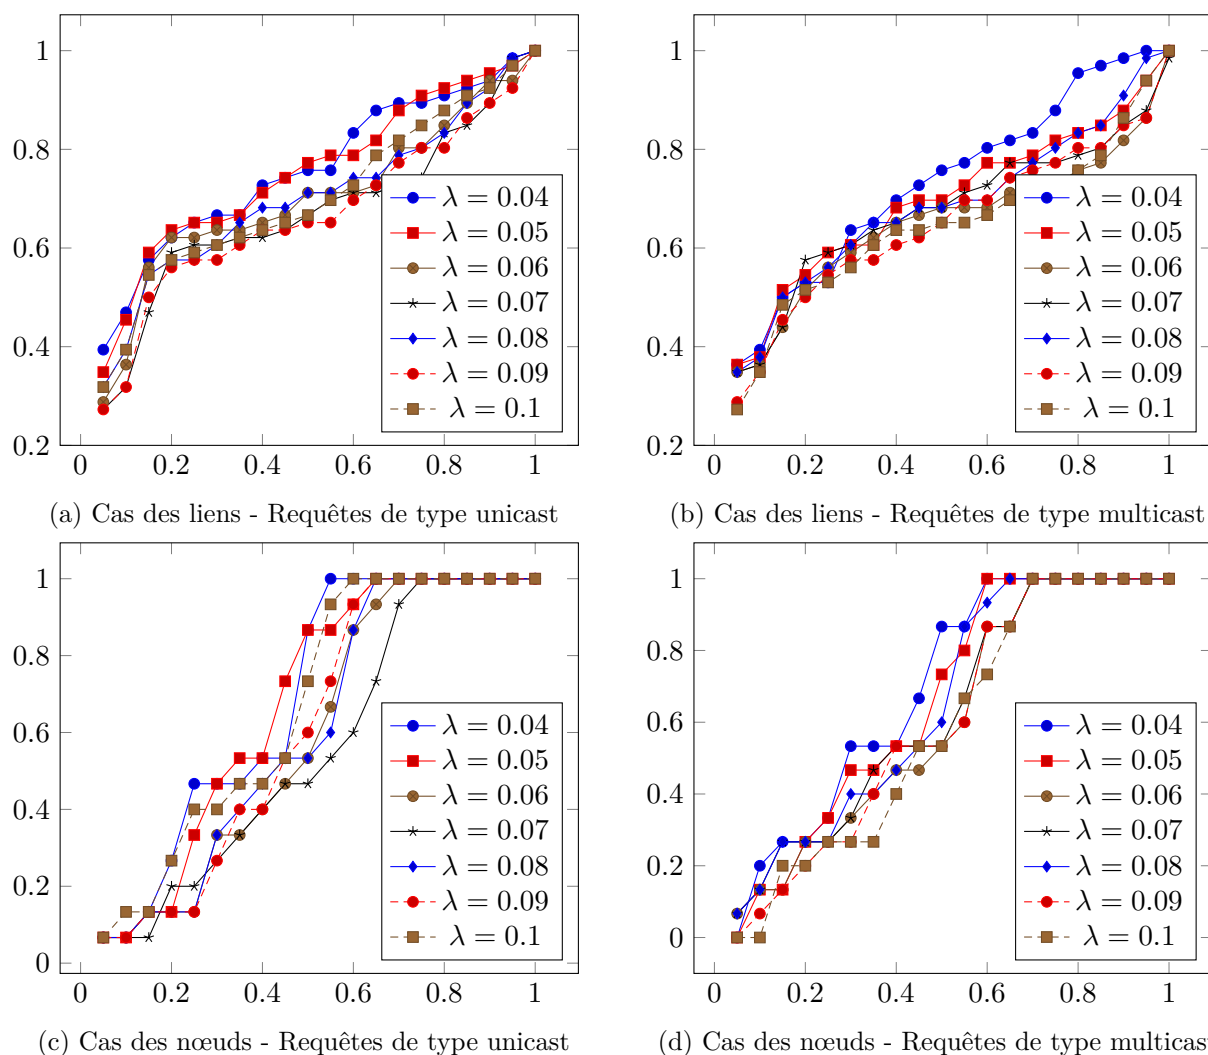 1
0.8
0.6
0.4
0.2
0 0.2 0.4 0.6 0.8 1
λ = 0.04
λ = 0.05
λ = 0.06
λ = 0.07
λ = 0.08
λ = 0.09
λ = 0.1
(a) Cas des liens - Requêtes de type unicast
1
0.8
0.6
0.4
0.2
0 0.2 0.4 0.6 0.8 1
λ = 0.04
λ = 0.05
λ = 0.06
λ = 0.07
λ = 0.08
λ = 0.09
λ = 0.1
(b) Cas des liens - Requêtes de type multicast
1
0.8
0.6
0.4
0.2
0
0 0.2 0.4 0.6 0.8 1
λ = 0.04
λ = 0.05
λ = 0.06
λ = 0.07
λ = 0.08
λ = 0.09
λ = 0.1
(c) Cas des nœuds - Requêtes de type unicast
1
0.8
0.6
0.4
0.2
0
0 0.2 0.4 0.6 0.8 1
λ = 0.04
λ = 0.05
λ = 0.06
λ = 0.07
λ = 0.08
λ = 0.09
λ = 0.1
(d) Cas des nœuds - Requêtes de type multicast